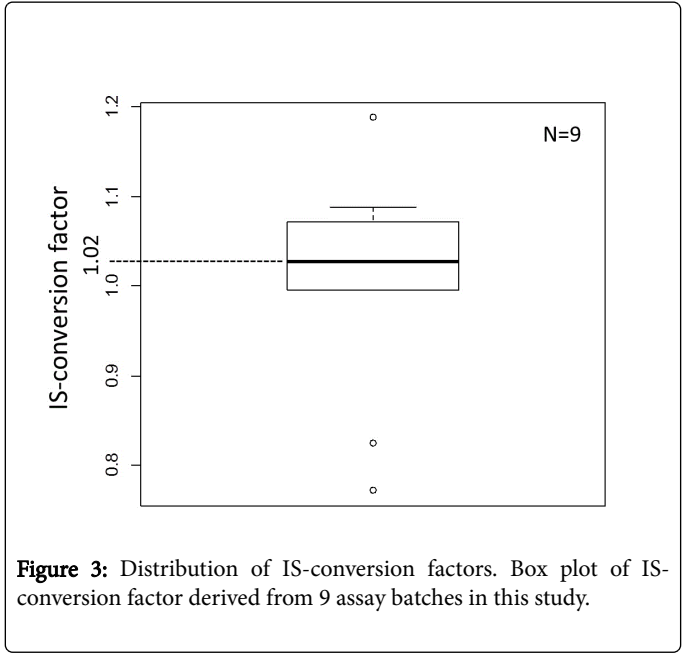 N=9
IS-conversion factor
1.02
1.2
1.1
1.0
0.9
0.8
Figure 3: Distribution of IS-conversion factors. Box plot of IS-
conversion factor derived from 9 assay batches in this study.